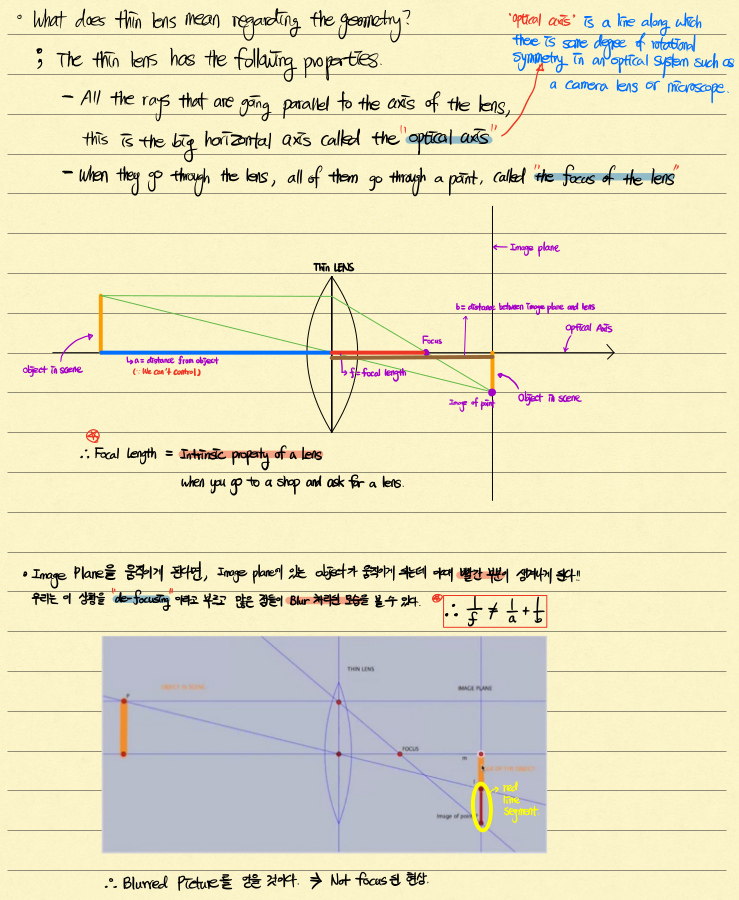 • What does thin lens mean regarding the geometry?
; The thin lens has the following properties.
"optical axis" is a line along which
there is some degree of rotational
symmetry in an optical system such as
a camera lens or microscope.
- All the rays that are going parallel to the axis of the lens,
this is the big horizontal axis called the "optical axis"
- When they go through the lens, all of them go through a point, called "the focus of the lens"
Image plane
Thin LENS
b = distance between image plane and lens
Optical Axis
Focus
Object in scene
↳ a = distance from object
(∵ We can't control)
↳ f = focal length
Image of point
Object in scene
∴ Focal Length = Intrinsic property of a lens
when you go to a shop and ask for a lens.
• Image Plane을 움직이게 된다면, Image plane에 있는 object가 움직이게 되는데 이때 빨간 부분이 생겨나게 된다!!
우리는 이 상황을 "de-focusing" 이라고 부르고 많은 점들이 Blur 처리된 모습을 볼 수 있다.
∴ 1/f ≠ 1/a + 1/b
THIN LENS
OBJECT IN SCENE
IMAGE PLANE
P
FOCUS
m
OF THE OBJECT
→ red
line
segment.
Image of point
∴ Blurred Picture를 얻을 것이다. ⇒ Not focus된 현상.